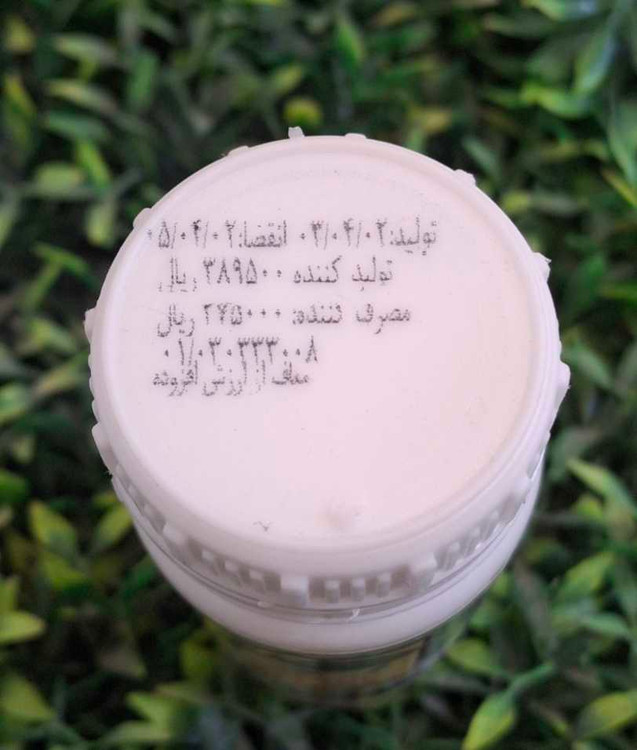 تولید:۰۳/۰۴/۰۲ انقضا:۰۵/۰۴/۰۲
تولید کننده ۳۸۹۵۰۰ ریال
مصرف کننده: ریال
۰۱/۰۳۰۳۳۳۰۰۸
معاف از ارزش افزوده